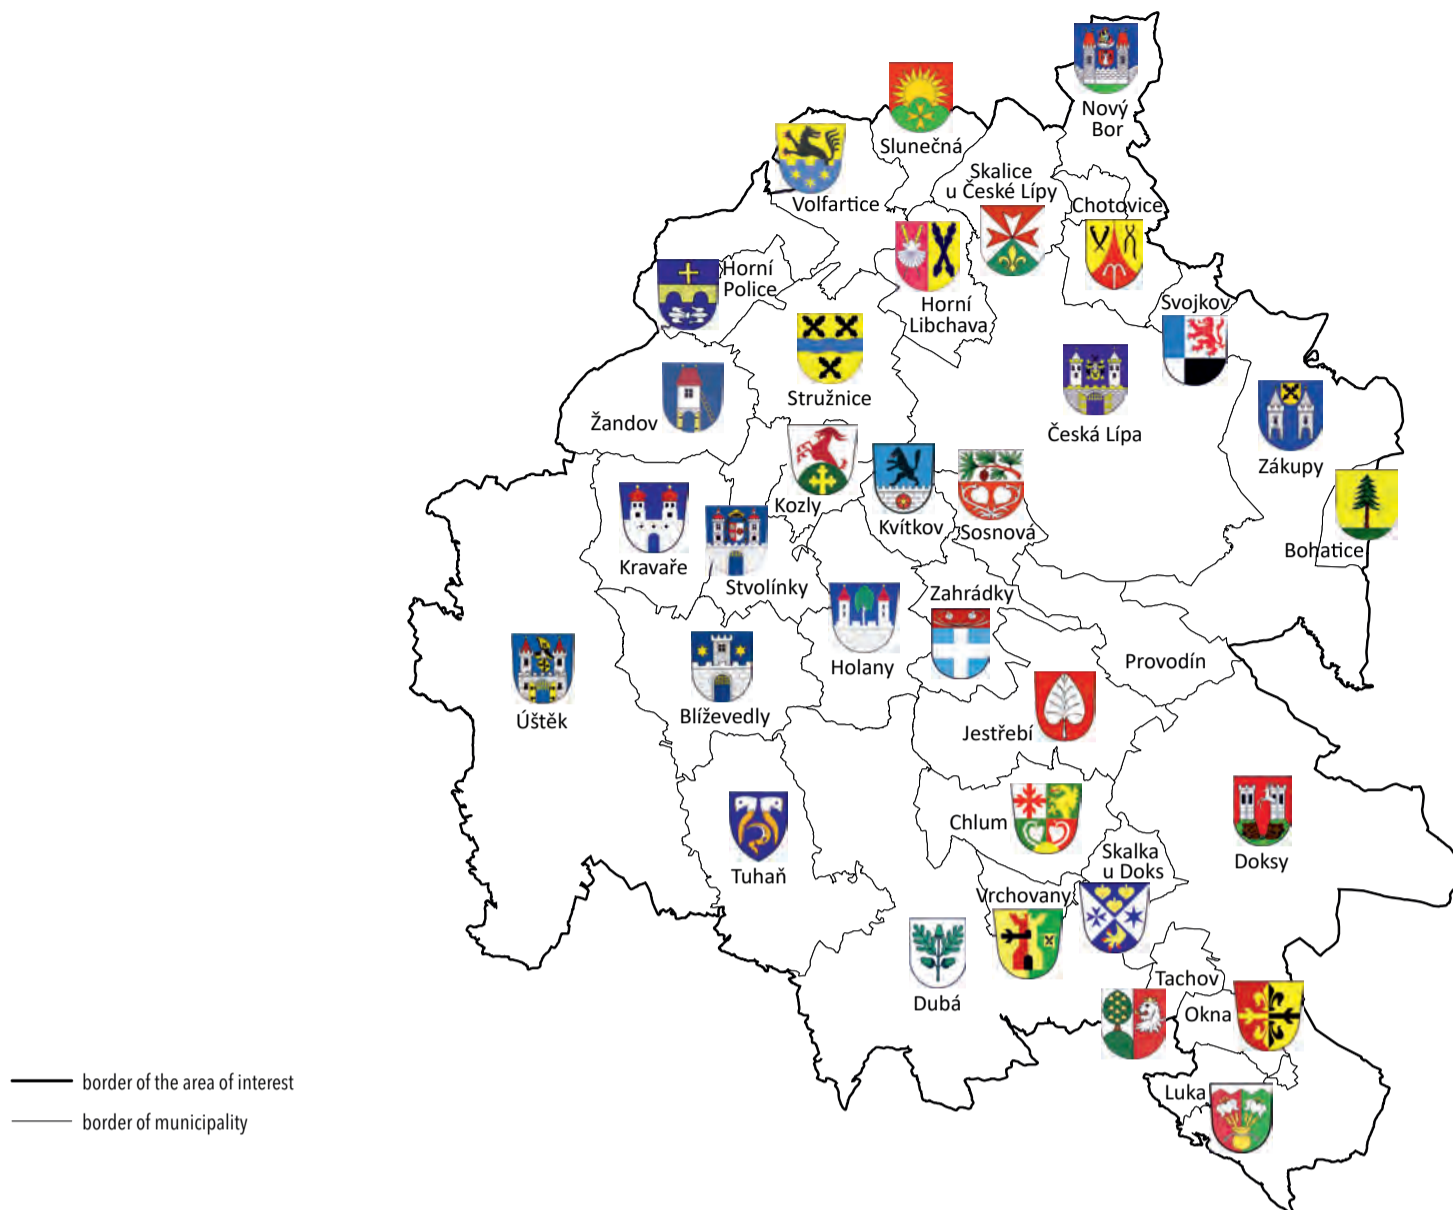 Nový
Bor
Slunečná
Skalice
u České Lípy
Volfartice
Chotovice
Horní
Police
Horní
Libchava
Svojkov
Stružnice
Žandov
Česká Lípa
Zákupy
Kozly
Kvítkov
Sosnová
Bohatice
Kravaře
Stvolínky
Zahrádky
Holany
Provodín
Úštěk
Blíževedly
Jestřebí
Chlum
Skalka
u Doks
Doksy
Tuhaň
Vrchovany
Dubá
Tachov
Okna
Luka
border of the area of interest
border of municipality